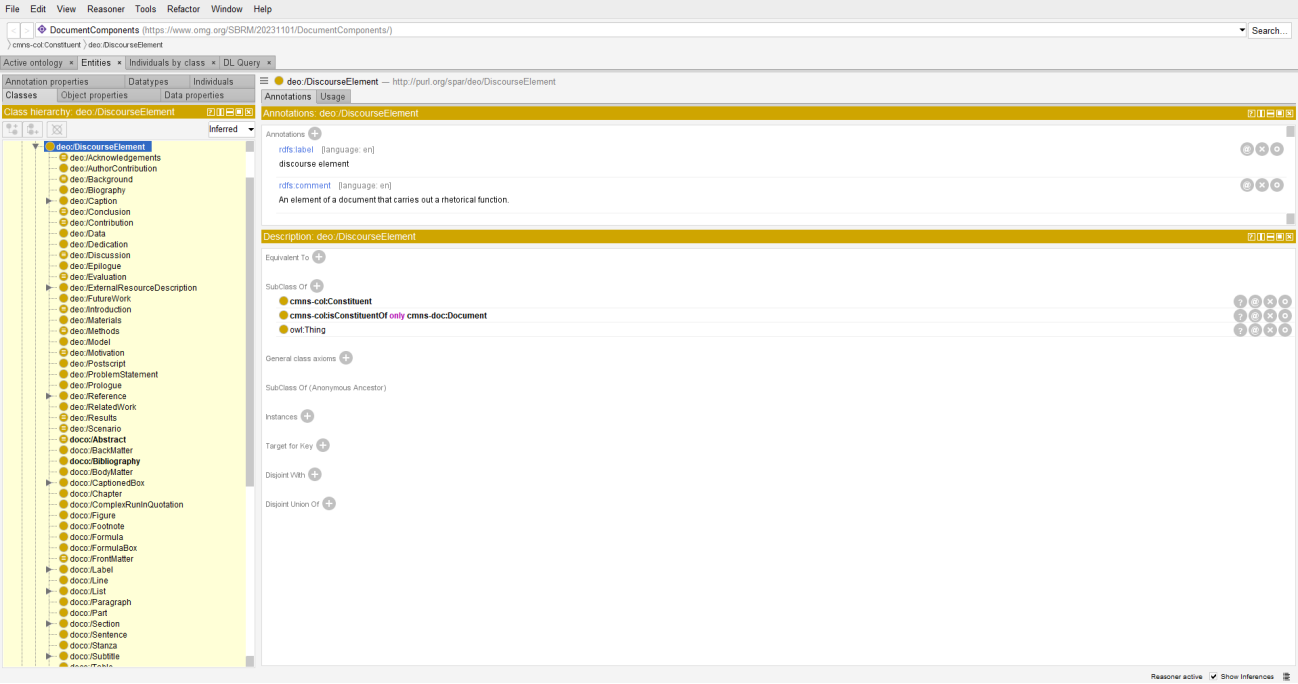 File Edit View Reasoner Tools Refactor Window Help
< > DocumentComponents (https://www.omg.org/SBRM/20231101/DocumentComponents/) Search...
cmns-col:Constituent deo:/DiscourseElement
Active ontology × Entities × Individuals by class × DL Query ×
Annotation properties Datatypes Individuals
Classes Object properties Data properties
Class hierarchy: deo:/DiscourseElement
Inferred
deo:/DiscourseElement
deo:/Acknowledgements
deo:/AuthorContribution
deo:/Background
deo:/Biography
deo:/Caption
deo:/Conclusion
deo:/Contribution
deo:/Data
deo:/Dedication
deo:/Discussion
deo:/Epilogue
deo:/Evaluation
deo:/ExternalResourceDescription
deo:/FutureWork
deo:/Introduction
deo:/Materials
deo:/Methods
deo:/Model
deo:/Motivation
deo:/Postscript
deo:/ProblemStatement
deo:/Prologue
deo:/Reference
deo:/RelatedWork
deo:/Results
deo:/Scenario
doco:/Abstract
doco:/BackMatter
doco:/Bibliography
doco:/BodyMatter
doco:/CaptionedBox
doco:/Chapter
doco:/ComplexRunInQuotation
doco:/Figure
doco:/Footnote
doco:/Formula
doco:/FormulaBox
doco:/FrontMatter
doco:/Label
doco:/Line
doco:/List
doco:/Paragraph
doco:/Part
doco:/Section
doco:/Sentence
doco:/Stanza
doco:/Subtitle
doco:/Table
deo:/DiscourseElement — http://purl.org/spar/deo/DiscourseElement
Annotations Usage
Annotations: deo:/DiscourseElement
Annotations
rdfs:label [language: en]
discourse element
rdfs:comment [language: en]
An element of a document that carries out a rhetorical function.
Description: deo:/DiscourseElement
Equivalent To
SubClass Of
cmns-col:Constituent
cmns-col:isConstituentOf only cmns-doc:Document
owl:Thing
General class axioms
SubClass Of (Anonymous Ancestor)
Instances
Target for Key
Disjoint With
Disjoint Union Of
Reasoner active Show Inferences